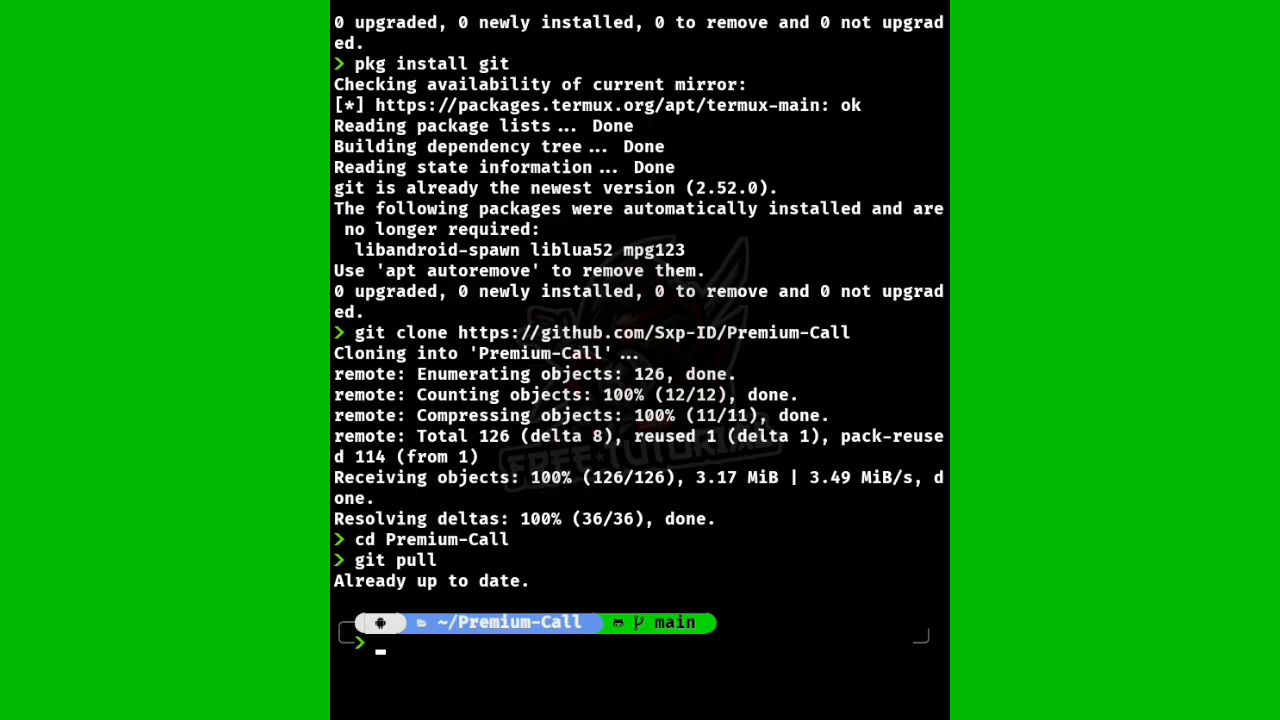 0 upgraded, 0 newly installed, 0 to remove and 0 not upgrad
ed.
❯ pkg install git
Checking availability of current mirror:
[*] https://packages.termux.org/apt/termux-main: ok
Reading package lists... Done
Building dependency tree... Done
Reading state information... Done
git is already the newest version (2.52.0).
The following packages were automatically installed and are
 no longer required:
  libandroid-spawn liblua52 mpg123
Use 'apt autoremove' to remove them.
0 upgraded, 0 newly installed, 0 to remove and 0 not upgrad
ed.
❯ git clone https://github.com/Sxp-ID/Premium-Call
Cloning into 'Premium-Call'...
remote: Enumerating objects: 126, done.
remote: Counting objects: 100% (12/12), done.
remote: Compressing objects: 100% (11/11), done.
remote: Total 126 (delta 8), reused 1 (delta 1), pack-reuse
d 114 (from 1)
FREE★TUTORIAL
Receiving objects: 100% (126/126), 3.17 MiB | 3.49 MiB/s, d
one.
Resolving deltas: 100% (36/36), done.
❯ cd Premium-Call
❯ git pull
Already up to date.
~/Premium-Call main
❯